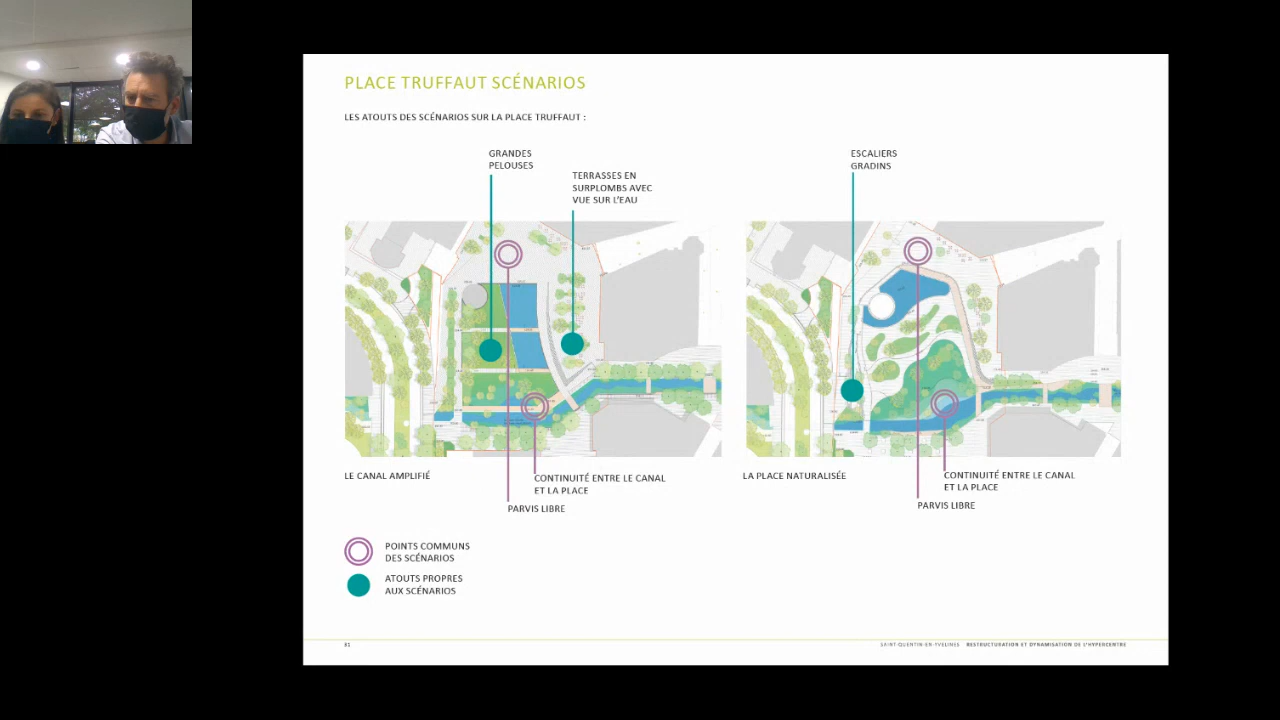 PLACE TRUFFAUT SCÉNARIOS
LES ATOUTS DES SCÉNARIOS SUR LA PLACE TRUFFAUT :
GRANDES
PELOUSES
TERRASSES EN
SURPLOMBS AVEC
VUE SUR L'EAU
ESCALIERS
GRADINS
LE CANAL AMPLIFIÉ
CONTINUITÉ ENTRE LE CANAL
ET LA PLACE
PARVIS LIBRE
LA PLACE NATURALISÉE
CONTINUITÉ ENTRE LE CANAL
ET LA PLACE
PARVIS LIBRE
POINTS COMMUNS
DES SCÉNARIOS
ATOUTS PROPRES
AUX SCÉNARIOS
31
SAINT QUENTIN-EN-YVELINES RESTRUCTURATION ET DYNAMISATION DE L'HYPERCENTRE